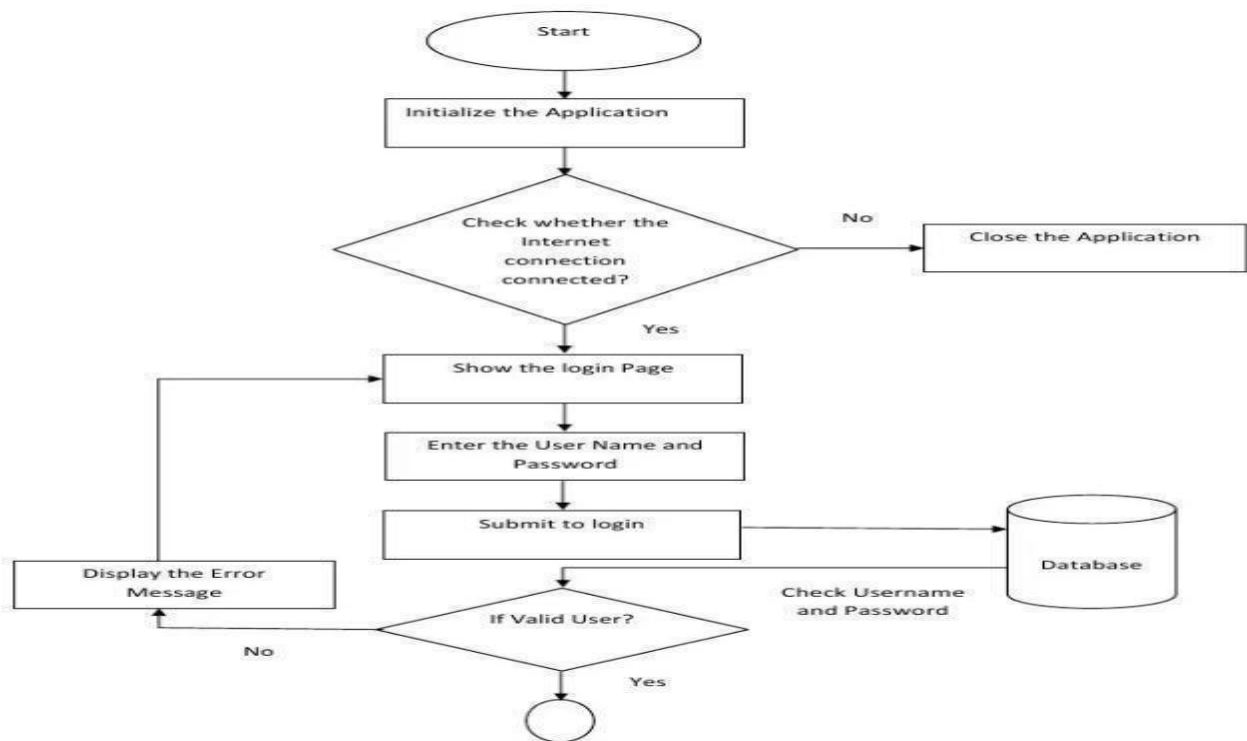 Start
Initialize the Application
Check whether the
Internet
connection
connected?
No
Close the Application
Yes
Show the login Page
Enter the User Name and
Password
Submit to login
Database
Display the Error
Message
Check Username
and Password
If Valid User?
No
Yes